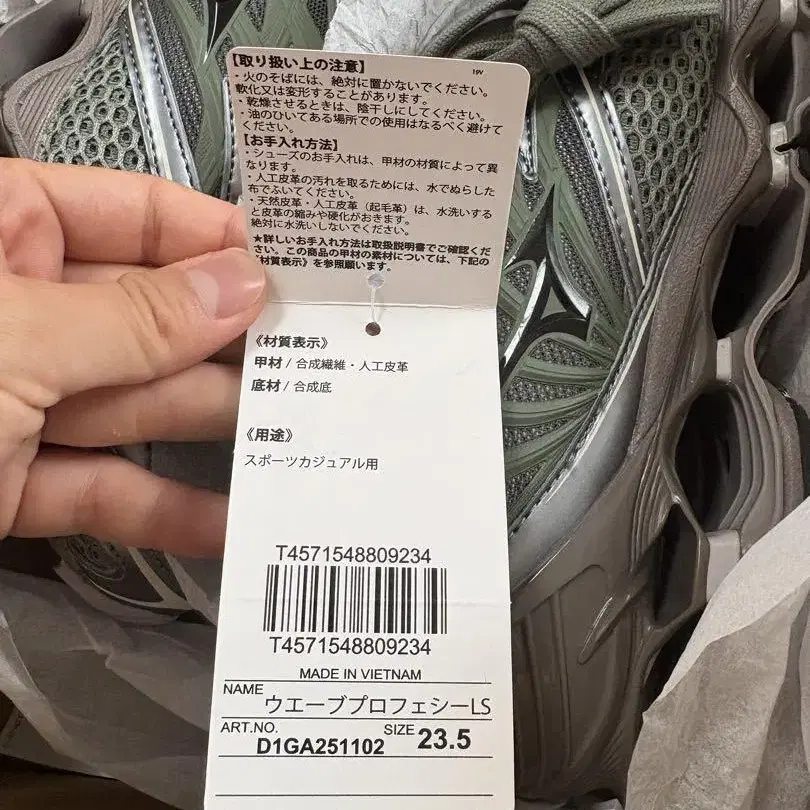 【取り扱い上の注意】
19V
・火のそばには、絶対に置かないでください。
軟化又は変形することがあります。
・乾燥させるときは、陰干しにしてください。
・油のひいてある場所での使用はなるべく避けて
ください。
【お手入れ方法】
・シューズのお手入れは、甲材の材質によって異
なります。
・人工皮革の汚れを取るためには、水でぬらした
布でふいてください。
・天然皮革・人工皮革（起毛革）は、水洗いする
と皮革の縮みや硬化がおきます。
絶対に水洗いしないでください。
★詳しいお手入れ方法は取扱説明書でご確認くだ
さい。この商品の甲材の素材については、下記の
《材質表示》を参照願います。
《材質表示》
甲材 / 合成繊維・人工皮革
底材 / 合成底
《用途》
スポーツカジュアル用
T4571548809234
T4571548809234
MADE IN VIETNAM
NAME ウエーブプロフェシーLS
ART.NO. D1GA251102 SIZE 23.5